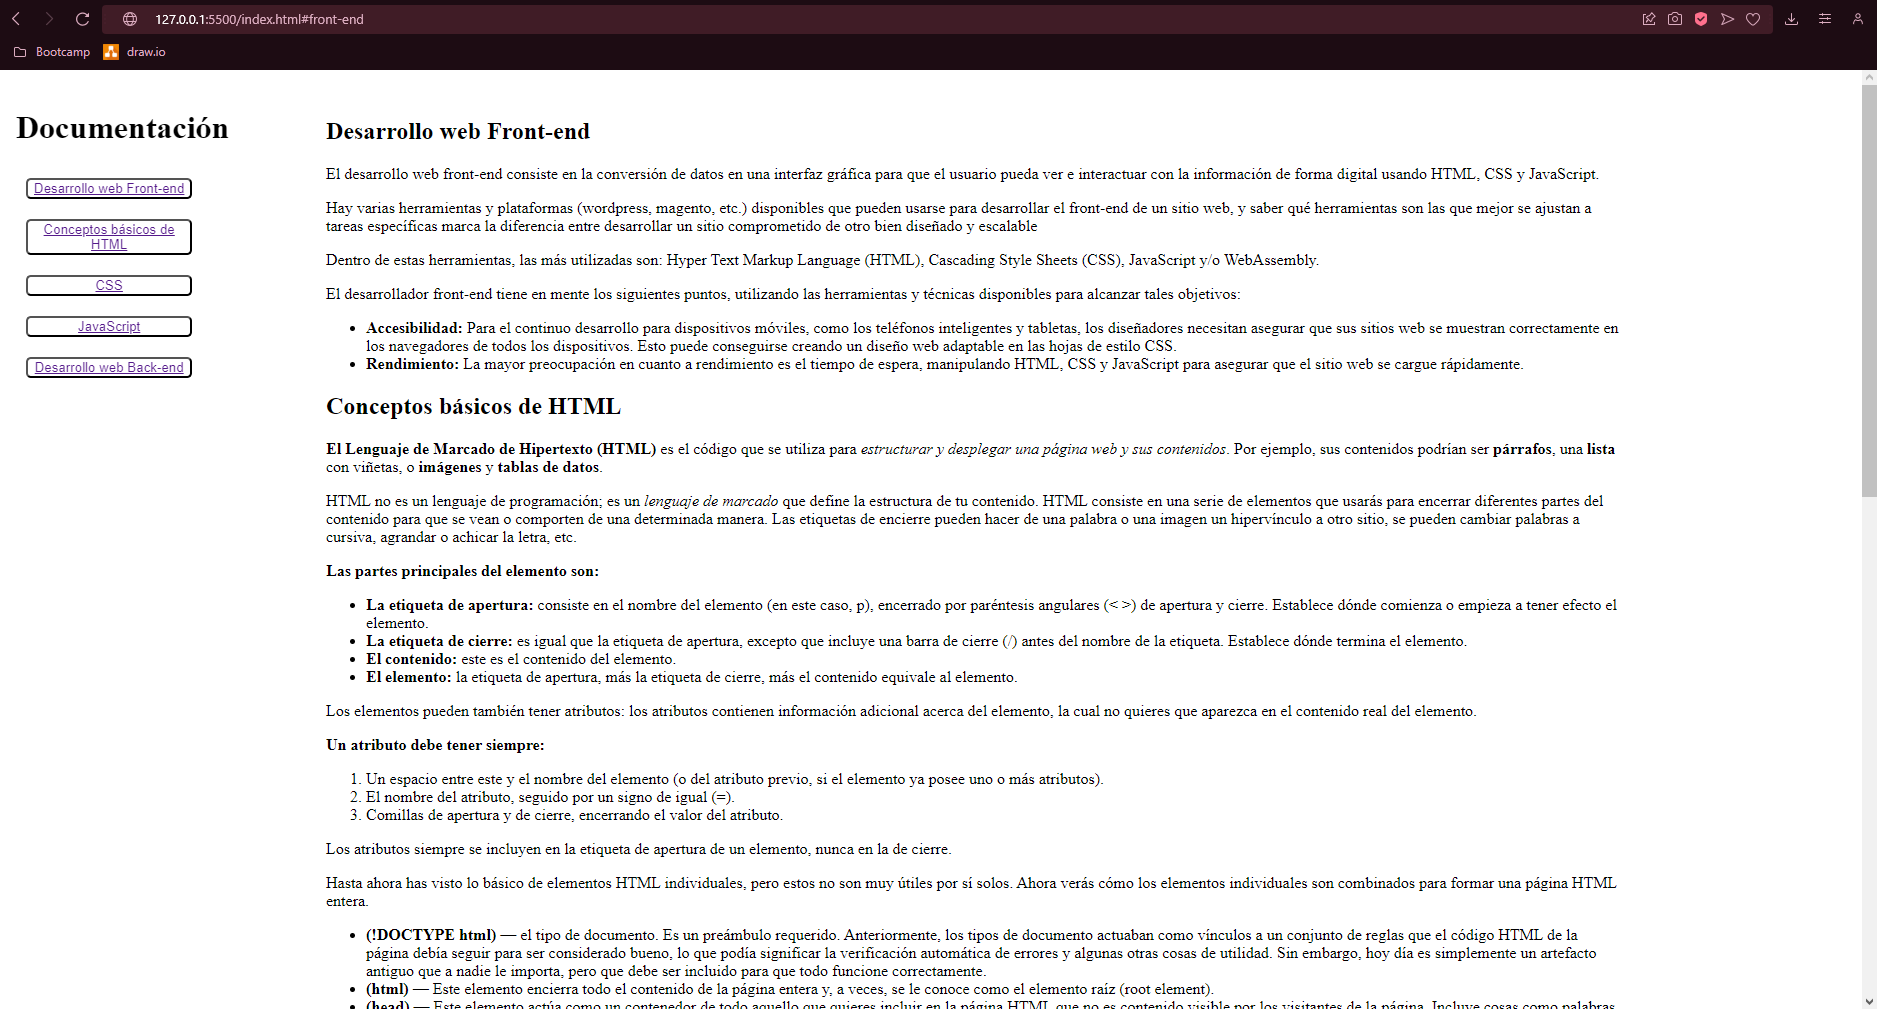 127.0.0.1:5500/index.html#front-end
Bootcamp
draw.io
Documentación
Desarrollo web Front-end
Conceptos básicos de
HTML
CSS
JavaScript
Desarrollo web Back-end
Desarrollo web Front-end
El desarrollo web front-end consiste en la conversión de datos en una interfaz gráfica para que el usuario pueda ver e interactuar con la información de forma digital usando HTML, CSS y JavaScript.
Hay varias herramientas y plataformas (wordpress, magento, etc.) disponibles que pueden usarse para desarrollar el front-end de un sitio web, y saber qué herramientas son las que mejor se ajustan a
tareas específicas marca la diferencia entre desarrollar un sitio comprometido de otro bien diseñado y escalable
Dentro de estas herramientas, las más utilizadas son: Hyper Text Markup Language (HTML), Cascading Style Sheets (CSS), JavaScript y/o WebAssembly.
El desarrollador front-end tiene en mente los siguientes puntos, utilizando las herramientas y técnicas disponibles para alcanzar tales objetivos:
• Accesibilidad: Para el continuo desarrollo para dispositivos móviles, como los teléfonos inteligentes y tabletas, los diseñadores necesitan asegurar que sus sitios web se muestran correctamente en
los navegadores de todos los dispositivos. Esto puede conseguirse creando un diseño web adaptable en las hojas de estilo CSS.
• Rendimiento: La mayor preocupación en cuanto a rendimiento es el tiempo de espera, manipulando HTML, CSS y JavaScript para asegurar que el sitio web se cargue rápidamente.
Conceptos básicos de HTML
El Lenguaje de Marcado de Hipertexto (HTML) es el código que se utiliza para estructurar y desplegar una página web y sus contenidos. Por ejemplo, sus contenidos podrían ser párrafos, una lista
con viñetas, o imágenes y tablas de datos.
HTML no es un lenguaje de programación; es un lenguaje de marcado que define la estructura de tu contenido. HTML consiste en una serie de elementos que usarás para encerrar diferentes partes del
contenido para que se vean o comporten de una determinada manera. Las etiquetas de encierre pueden hacer de una palabra o una imagen un hipervínculo a otro sitio, se pueden cambiar palabras a
cursiva, agrandar o achicar la letra, etc.
Las partes principales del elemento son:
• La etiqueta de apertura: consiste en el nombre del elemento (en este caso, p), encerrado por paréntesis angulares (< >) de apertura y cierre. Establece dónde comienza o empieza a tener efecto el
elemento.
• La etiqueta de cierre: es igual que la etiqueta de apertura, excepto que incluye una barra de cierre (/) antes del nombre de la etiqueta. Establece dónde termina el elemento.
• El contenido: este es el contenido del elemento.
• El elemento: la etiqueta de apertura, más la etiqueta de cierre, más el contenido equivale al elemento.
Los elementos pueden también tener atributos: los atributos contienen información adicional acerca del elemento, la cual no quieres que aparezca en el contenido real del elemento.
Un atributo debe tener siempre:
1. Un espacio entre este y el nombre del elemento (o del atributo previo, si el elemento ya posee uno o más atributos).
2. El nombre del atributo, seguido por un signo de igual (=).
3. Comillas de apertura y de cierre, encerrando el valor del atributo.
Los atributos siempre se incluyen en la etiqueta de apertura de un elemento, nunca en la de cierre.
Hasta ahora has visto lo básico de elementos HTML individuales, pero estos no son muy útiles por sí solos. Ahora verás cómo los elementos individuales son combinados para formar una página HTML
entera.
• (!DOCTYPE html) — el tipo de documento. Es un preámbulo requerido. Anteriormente, los tipos de documento actuaban como vínculos a un conjunto de reglas que el código HTML de la
página debía seguir para ser considerado bueno, lo que podía significar la verificación automática de errores y algunas otras cosas de utilidad. Sin embargo, hoy día es simplemente un artefacto
antiguo que a nadie le importa, pero que debe ser incluido para que todo funcione correctamente.
• (html) — Este elemento encierra todo el contenido de la página entera y, a veces, se le conoce como el elemento raíz (root element).
• (head) — Este elemento actúa como un contenedor de todo aquello que quieres incluir en la página HTML que no es contenido visible por los visitantes de la página. Incluye cosas como palabras